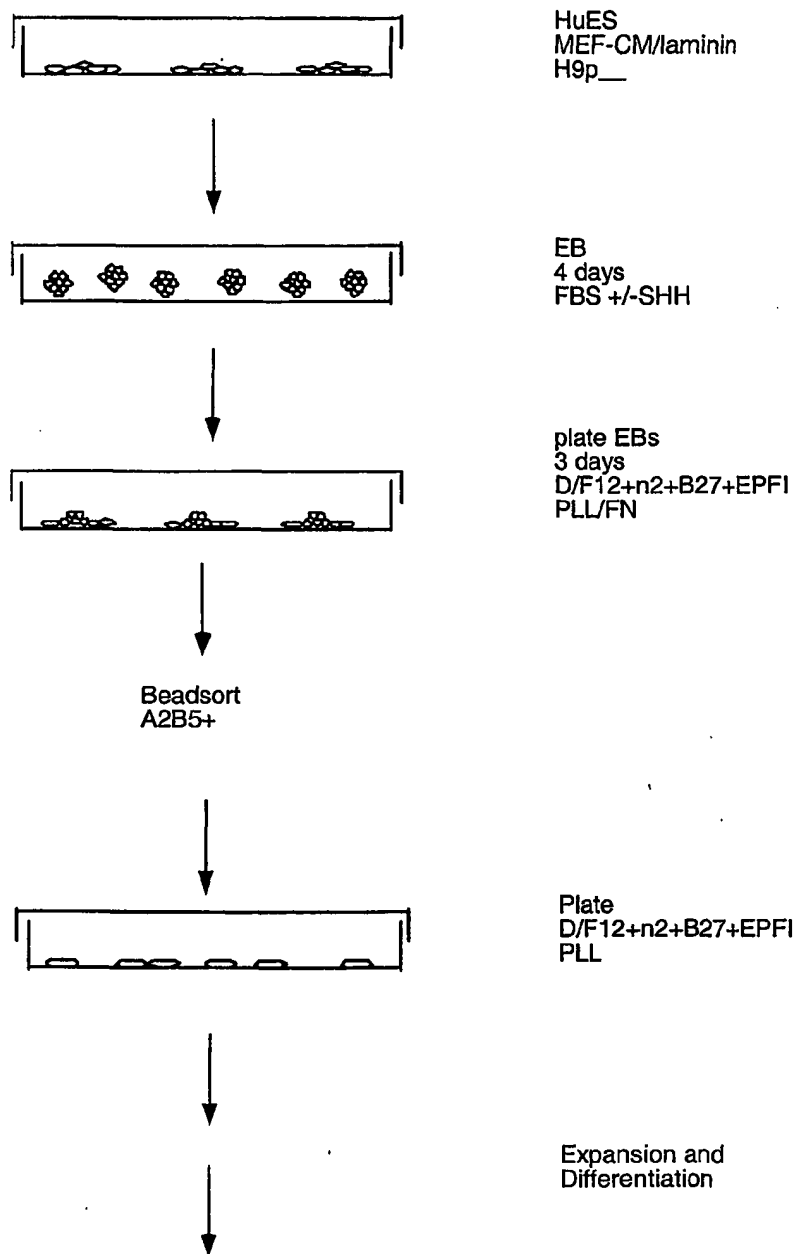 HuES
MEF-CM/laminin
H9p__
EB
4 days
FBS +/-SHH
plate EBs
3 days
D/F12+n2+B27+EPFI
PLL/FN
Beadsort
A2B5+
Plate
D/F12+n2+B27+EPFI
PLL
Expansion and
Differentiation